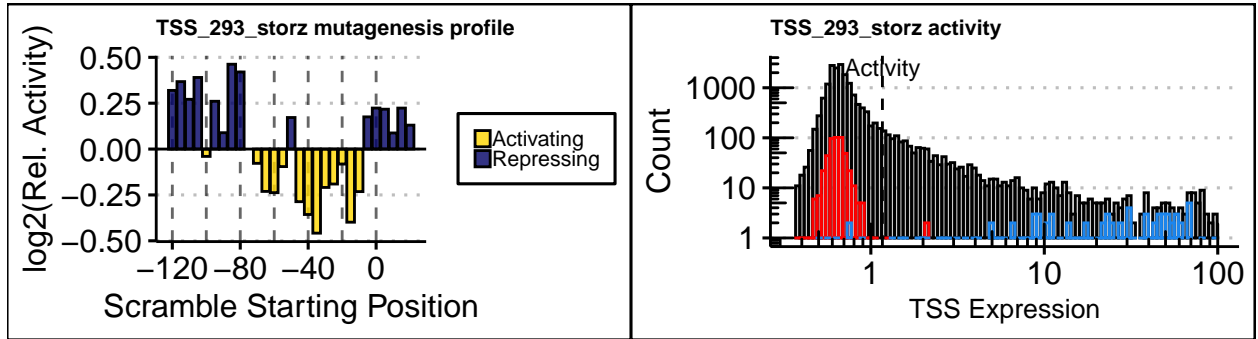 TSS_293_storz mutagenesis profile
log2(Rel. Activity)
0.50
0.25
0.00
−0.25
−0.50
−120
−80
−40
0
Scramble Starting Position
Activating
Repressing
TSS_293_storz activity
Activity
Count
1000
100
10
1
1
10
100
TSS Expression